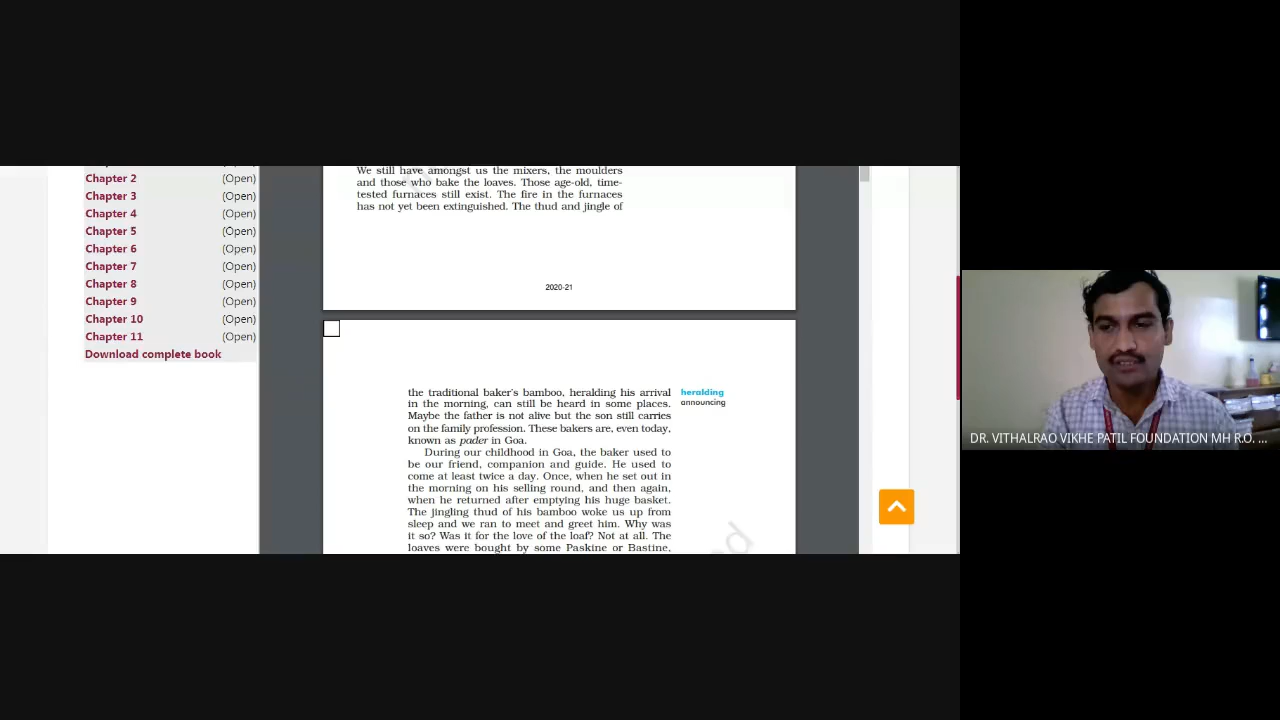 Chapter 2 (Open)
Chapter 3 (Open)
Chapter 4 (Open)
Chapter 5 (Open)
Chapter 6 (Open)
Chapter 7 (Open)
Chapter 8 (Open)
Chapter 9 (Open)
Chapter 10 (Open)
Chapter 11 (Open)
Download complete book
We still have amongst us the mixers, the moulders
and those who bake the loaves. Those age-old, time-
tested furnaces still exist. The fire in the furnaces
has not yet been extinguished. The thud and jingle of
2020-21
the traditional baker's bamboo, heralding his arrival
in the morning, can still be heard in some places.
Maybe the father is not alive but the son still carries
on the family profession. These bakers are, even today,
known as pader in Goa.
During our childhood in Goa, the baker used to
be our friend, companion and guide. He used to
come at least twice a day. Once, when he set out in
the morning on his selling round, and then again,
when he returned after emptying his huge basket.
The jingling thud of his bamboo woke us up from
sleep and we ran to meet and greet him. Why was
it so? Was it for the love of the loaf? Not at all. The
loaves were bought by some Paskine or Bastine,
heralding
announcing
DR. VITHALRAO VIKHE PATIL FOUNDATION MH R.O. ...